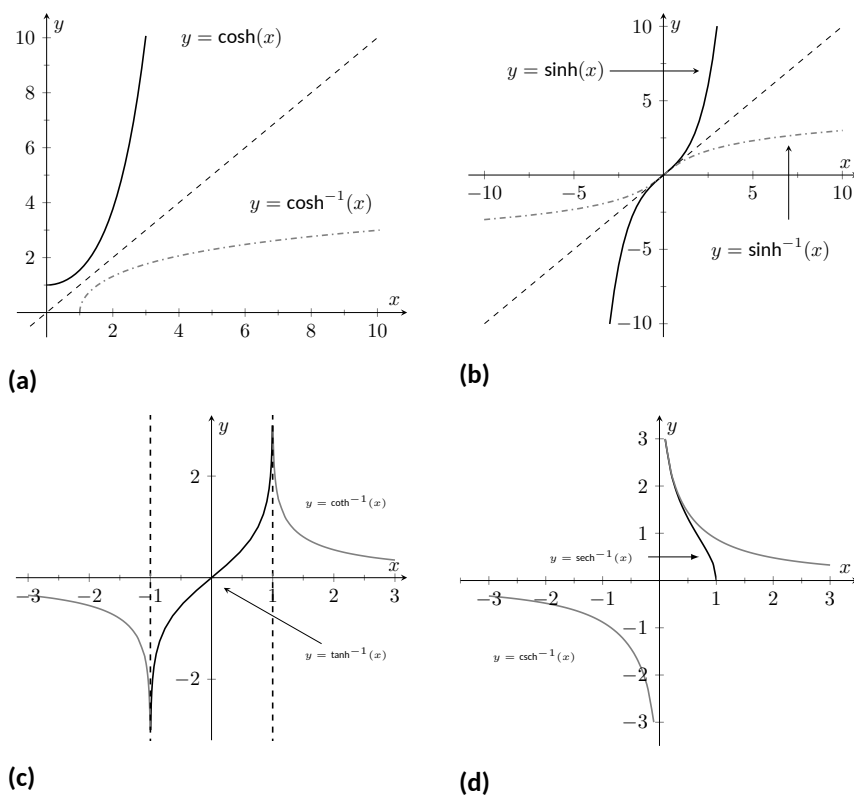 y
10
y = cosh(x)
8
6
4
y = cosh⁻¹(x)
2
x
2 4 6 8 10
(a)
10
y
y = sinh(x)
5
x
−10 −5 5 10
−5
y = sinh⁻¹(x)
−10
(b)
y
2
y = coth⁻¹(x)
x
−3 −2 −1 1 2 3
y = tanh⁻¹(x)
−2
(c)
3
y
2
1
y = sech⁻¹(x)
x
−3 −2 −1 1 2 3
−1
y = csch⁻¹(x)
−2
−3
(d)